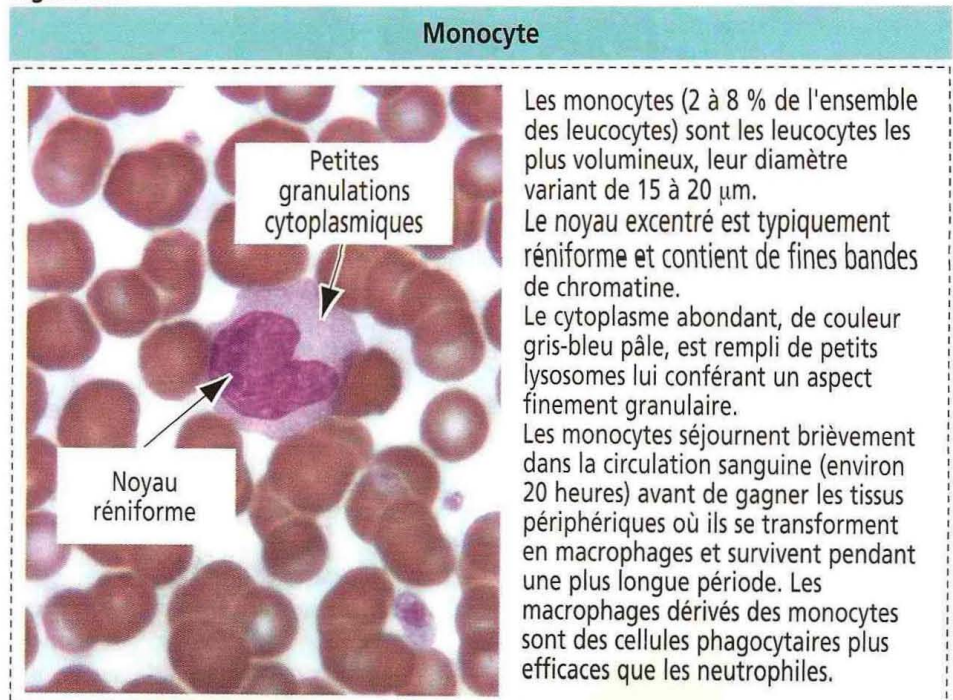 Monocyte
Petites
granulations
cytoplasmiques
Noyau
réniforme
Les monocytes (2 à 8 % de l'ensemble
des leucocytes) sont les leucocytes les
plus volumineux, leur diamètre
variant de 15 à 20 μm.
Le noyau excentré est typiquement
réniforme et contient de fines bandes
de chromatine.
Le cytoplasme abondant, de couleur
gris-bleu pâle, est rempli de petits
lysosomes lui conférant un aspect
finement granulaire.
Les monocytes séjournent brièvement
dans la circulation sanguine (environ
20 heures) avant de gagner les tissus
périphériques où ils se transforment
en macrophages et survivent pendant
une plus longue période. Les
macrophages dérivés des monocytes
sont des cellules phagocytaires plus
efficaces que les neutrophiles.